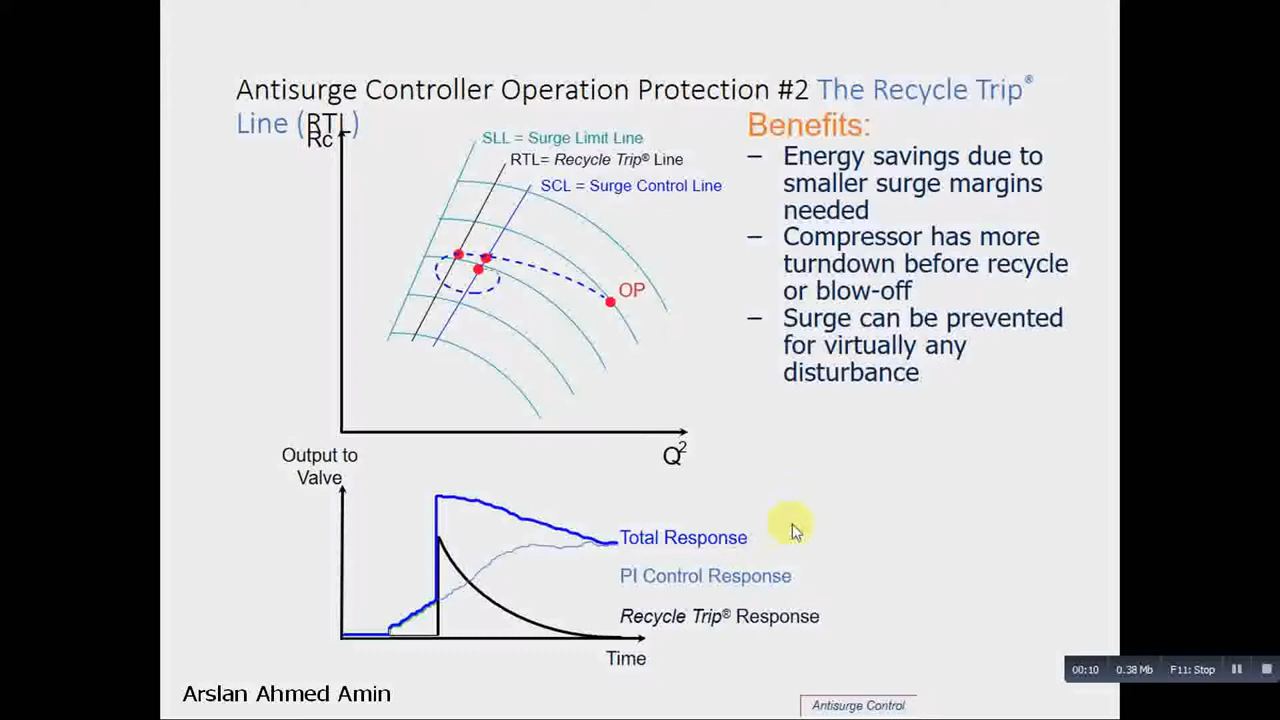 Antisurge Controller Operation Protection #2 The Recycle Trip®
Line (RTL)
Rc
SLL = Surge Limit Line
RTL= Recycle Trip® Line
SCL = Surge Control Line
OP
Q2
Benefits:
– Energy savings due to
smaller surge margins
needed
– Compressor has more
turndown before recycle
or blow-off
– Surge can be prevented
for virtually any
disturbance
Output to
Valve
Total Response
PI Control Response
Recycle Trip® Response
Time
00:10 0.38 Mb F11: Stop
Arslan Ahmed Amin
Antisurge Control